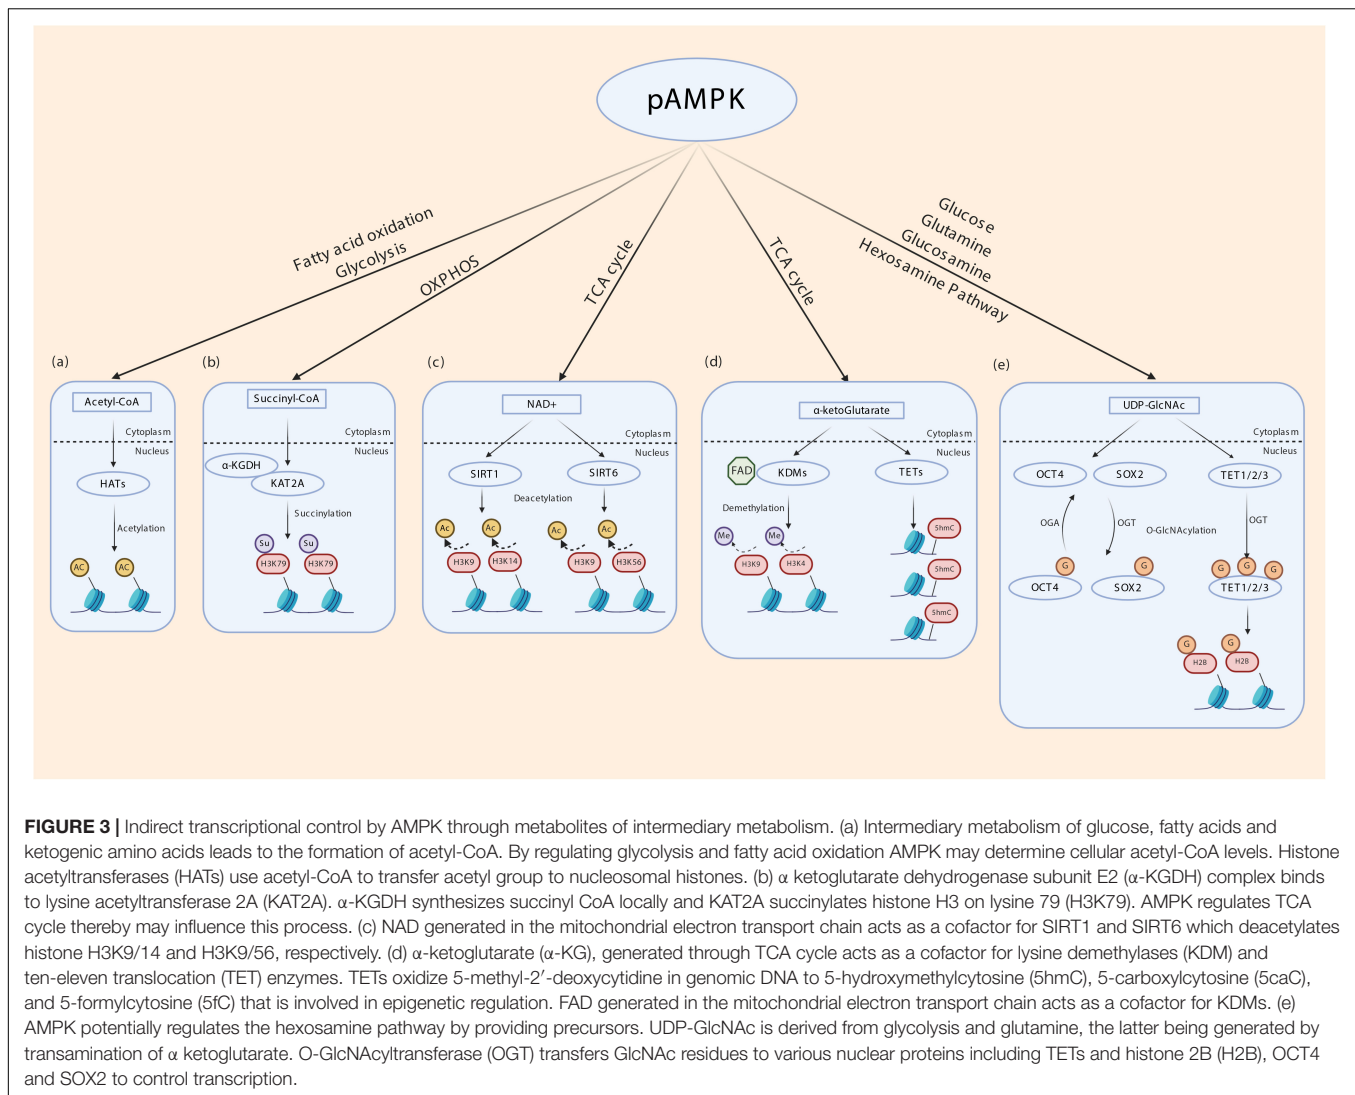 pAMPK
Fatty acid oxidation
Glycolysis
OXPHOS
TCA cycle
TCA cycle
Glucose
Glutamine
Glucosamine
Hexosamine Pathway
(a)
Acetyl-CoA
Cytoplasm
Nucleus
HATs
Acetylation
AC
AC
(b)
Succinyl-CoA
Cytoplasm
Nucleus
α-KGDH
KAT2A
Succinylation
Su
Su
H3K79
H3K79
(c)
NAD+
Cytoplasm
Nucleus
SIRT1
SIRT6
Deacetylation
Ac
Ac
Ac
Ac
H3K9
H3K14
H3K9
H3K56
(d)
α-ketoGlutarate
Cytoplasm
Nucleus
FAD
KDMs
TETs
Demethylation
Me
Me
H3K9
H3K4
5hmC
5hmC
5hmC
(e)
UDP-GlcNAc
Cytoplasm
Nucleus
OCT4
SOX2
TET1/2/3
OGA
OGT
O-GlcNAcylation
OGT
G
G
G
G
G
OCT4
SOX2
TET1/2/3
G
G
H2B
H2B
FIGURE 3 | Indirect transcriptional control by AMPK through metabolites of intermediary metabolism. (a) Intermediary metabolism of glucose, fatty acids and
ketogenic amino acids leads to the formation of acetyl-CoA. By regulating glycolysis and fatty acid oxidation AMPK may determine cellular acetyl-CoA levels. Histone
acetyltransferases (HATs) use acetyl-CoA to transfer acetyl group to nucleosomal histones. (b) α ketoglutarate dehydrogenase subunit E2 (α-KGDH) complex binds
to lysine acetyltransferase 2A (KAT2A). α-KGDH synthesizes succinyl CoA locally and KAT2A succinylates histone H3 on lysine 79 (H3K79). AMPK regulates TCA
cycle thereby may influence this process. (c) NAD generated in the mitochondrial electron transport chain acts as a cofactor for SIRT1 and SIRT6 which deacetylates
histone H3K9/14 and H3K9/56, respectively. (d) α-ketoglutarate (α-KG), generated through TCA cycle acts as a cofactor for lysine demethylases (KDM) and
ten-eleven translocation (TET) enzymes. TETs oxidize 5-methyl-2′-deoxycytidine in genomic DNA to 5-hydroxymethylcytosine (5hmC), 5-carboxylcytosine (5caC),
and 5-formylcytosine (5fC) that is involved in epigenetic regulation. FAD generated in the mitochondrial electron transport chain acts as a cofactor for KDMs. (e)
AMPK potentially regulates the hexosamine pathway by providing precursors. UDP-GlcNAc is derived from glycolysis and glutamine, the latter being generated by
transamination of α ketoglutarate. O-GlcNAcyltransferase (OGT) transfers GlcNAc residues to various nuclear proteins including TETs and histone 2B (H2B), OCT4
and SOX2 to control transcription.